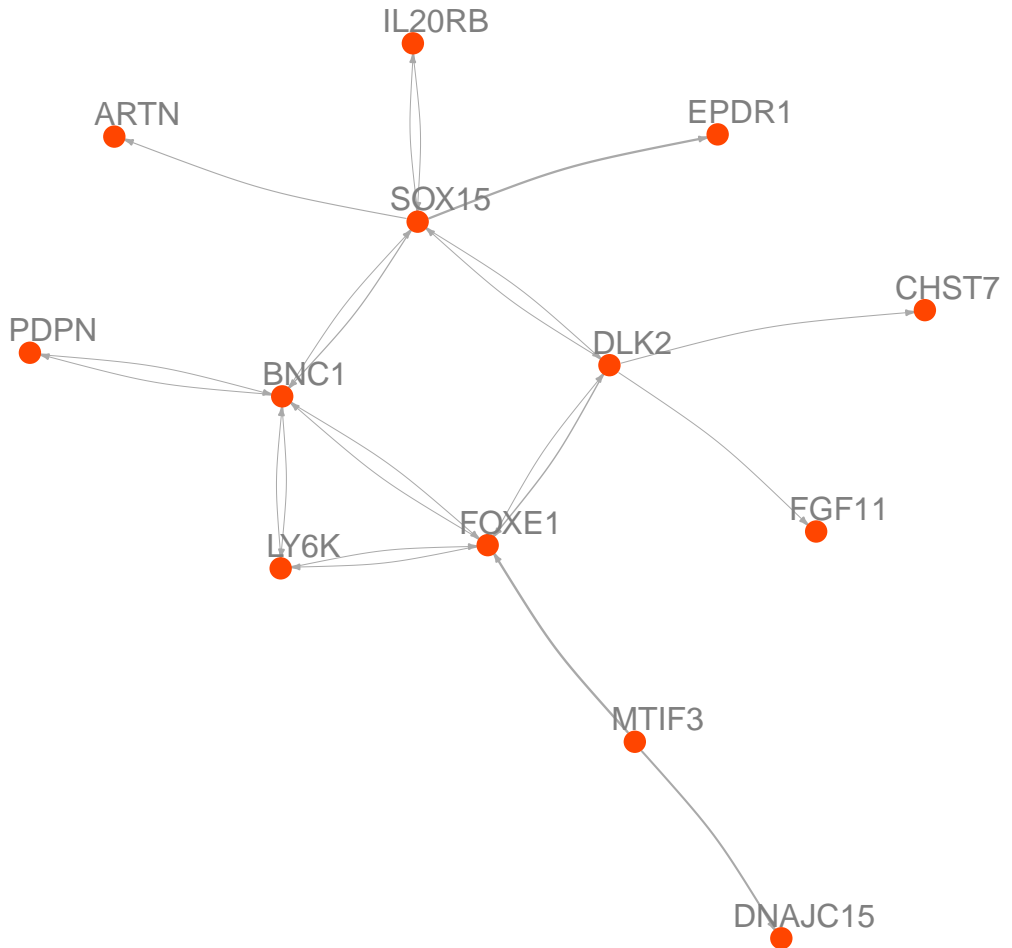 IL20RB
ARTN
EPDR1
SOX15
CHST7
PDPN
DLK2
BNC1
FGF11
FOXE1
LY6K
MTIF3
DNAJC15